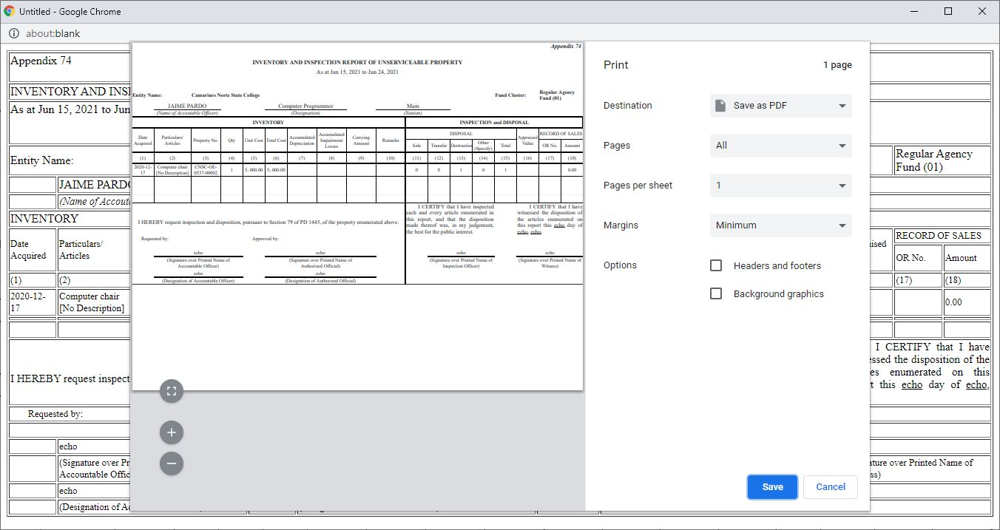 Untitled - Google Chrome
about:blank
Appendix 74
INVENTORY AND INS
As at Jun 15, 2021 to Jun
Entity Name:
JAIME PARDO
(Name of Accounta
INVENTORY
Date Acquired
Particulars/ Articles
(1)
(2)
2020-12-17
Computer chair
[No Description]
I HEREBY request inspect
Requested by:
echo
(Signature over Pr
Accountable Offic
echo
(Designation of Ac
Appendix 74
INVENTORY AND INSPECTION REPORT OF UNSERVICEABLE PROPERTY
As at Jun 15, 2021 to Jun 24, 2021
Entity Name: Camarines Norte State College Fund Cluster: Regular Agency Fund (01)
JAIME PARDO Computer Programmer Main
(Name of Accountable Officer) (Designation) (Station)
INVENTORY INSPECTION and DISPOSAL
DISPOSAL RECORD OF SALES
Date Acquired Particulars/ Articles Property No. Qty Unit Cost Total Cost Accumulated Depreciation Accumulated Impairment Losses Carrying Amount Remarks Sale Transfer Destruction Other (Specify) Total Appraised Value OR No. Amount
(1) (2) (3) (4) (5) (6) (7) (8) (9) (10) (11) (12) (13) (14) (15) (16) (17) (18)
2020-12-17 Computer chair [No Description] CNSC-OE-0537-00002 1 5, 000.00 5, 000.00 0 0 1 0 1 0.00
I HEREBY request inspection and disposition, pursuant to Section 79 of PD 1445, of the property enumerated above.
Requested by: Approved by:
echo echo
(Signature over Printed Name of (Signature over Printed Name of
Accountable Officer) Authorized Official)
echo echo
(Designation of Accountable Officer) (Designation of Authorized Official)
I CERTIFY that I have inspected
each and every article enumerated in
this report, and that the disposition
made thereof was, in my judgement,
the best for the public interest.
echo
(Signature over Printed Name of
Inspection Officer)
I CERTIFY that I have
witnessed the disposition of
the articles enumerated on
this report this echo day of
echo, echo.
echo
(Signature over Printed Name of
Witness)
Print 1 page
Destination Save as PDF
Pages All
Pages per sheet 1
Margins Minimum
Options Headers and footers
Background graphics
Save Cancel
Regular Agency
Fund (01)
ised
RECORD OF SALES
OR No. Amount
(17) (18)
0.00
I CERTIFY that I have
ssed the disposition of the
es enumerated on this
t this echo day of echo,
ture over Printed Name of
ss)